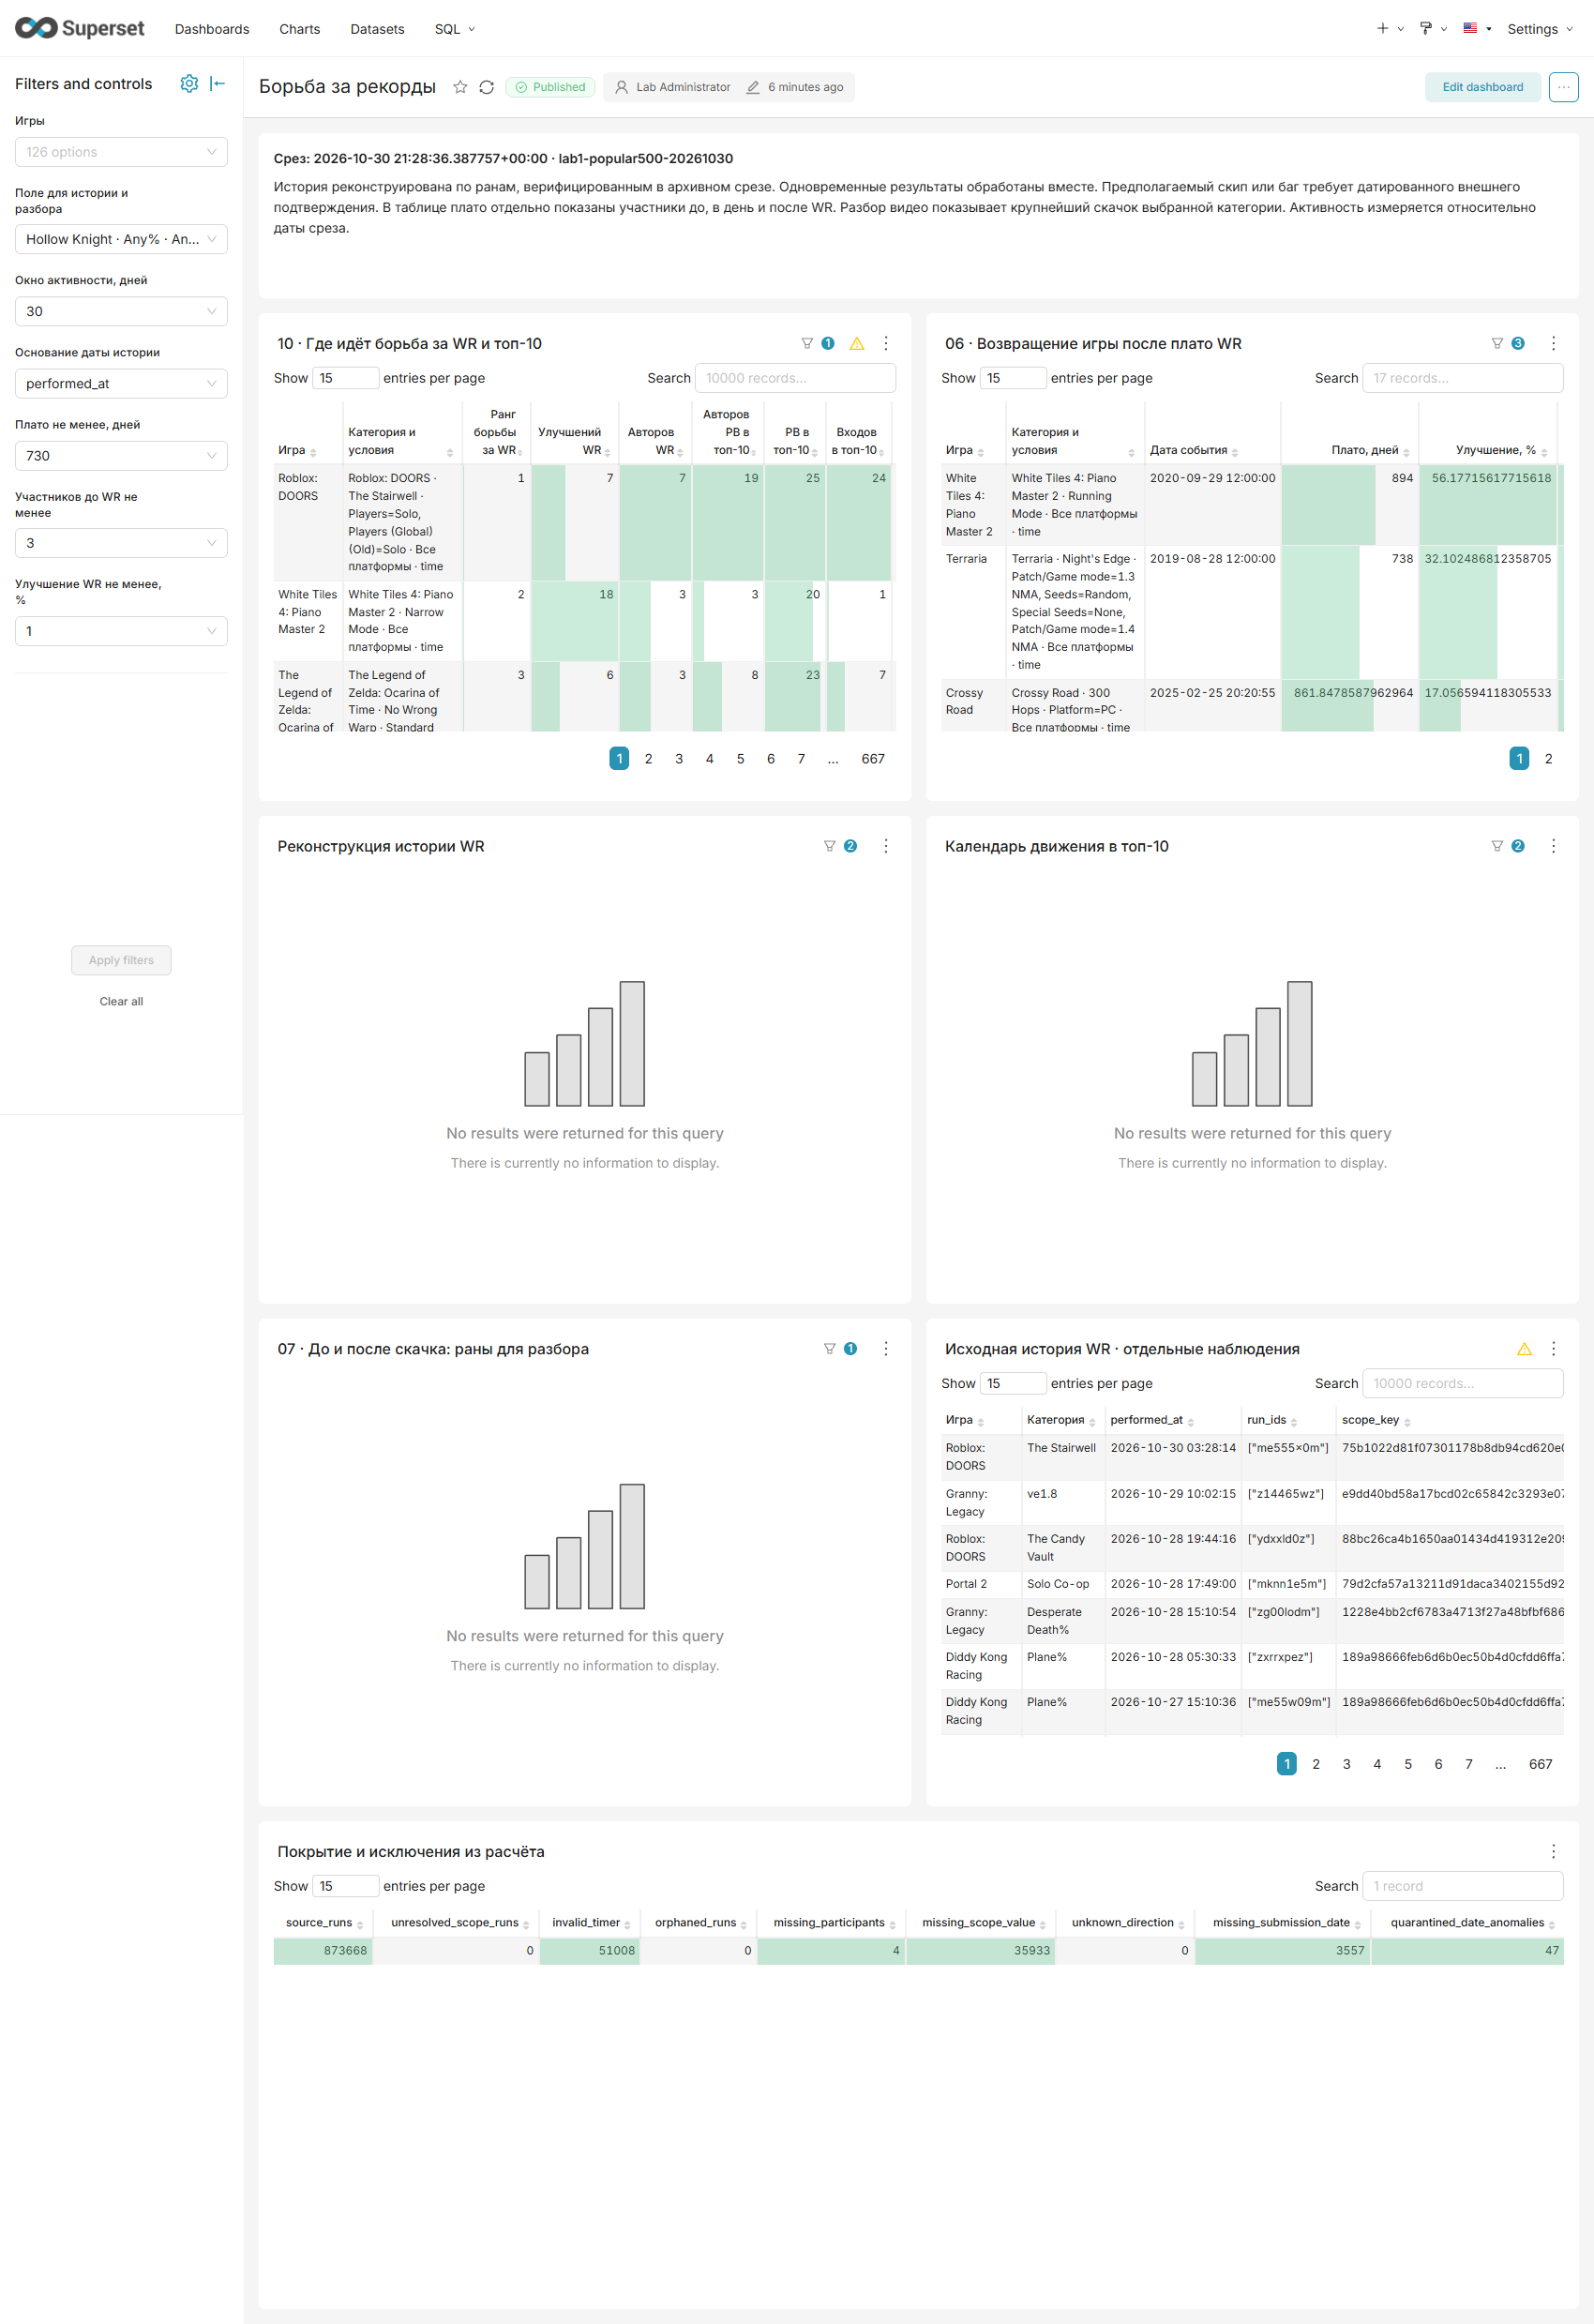 Superset
Dashboards Charts Datasets SQL
Settings
Filters and controls
Игры
126 options
Поле для истории и
разбора
Hollow Knight · Any% · An...
Окно активности, дней
30
Основание даты истории
performed_at
Плато не менее, дней
730
Участников до WR не
менее
3
Улучшение WR не менее,
%
1
Apply filters
Clear all
Борьба за рекорды Published Lab Administrator 6 minutes ago Edit dashboard ...
Срез: 2026-10-30 21:28:36.387757+00:00 · lab1-popular500-20261030
История реконструирована по ранам, верифицированным в архивном срезе. Одновременные результаты обработаны вместе. Предполагаемый скип или баг требует датированного внешнего
подтверждения. В таблице плато отдельно показаны участники до, в день и после WR. Разбор видео показывает крупнейший скачок выбранной категории. Активность измеряется относительно
даты среза.
10 · Где идёт борьба за WR и топ-10 1
Show 15 entries per page Search 10000 records...
Игра
Категория и
условия
Ранг
борьбы
за WR
Улучшений
WR
Авторов
WR
Авторов
PB в
топ-10
PB в
топ-10
Входов
в топ-10
Roblox:
DOORS
Roblox: DOORS ·
The Stairwell ·
Players=Solo,
Players (Global)
(Old)=Solo · Все
платформы · time
1 7 7 19 25 24
White Tiles
4: Piano
Master 2
White Tiles 4: Piano
Master 2 · Narrow
Mode · Все
платформы · time
2 18 3 3 20 1
The
Legend of
Zelda:
Ocarina of
The Legend of
Zelda: Ocarina of
Time · No Wrong
Warp · Standard
3 6 3 8 23 7
1 2 3 4 5 6 7 ... 667
06 · Возвращение игры после плато WR 3
Show 15 entries per page Search 17 records...
Игра
Категория и
условия
Дата события
Плато, дней
Улучшение, %
White
Tiles 4:
Piano
Master 2
White Tiles 4: Piano
Master 2 · Running
Mode · Все платформы
· time
2020-09-29 12:00:00 894 56.17715617715618
Terraria
Terraria · Night's Edge ·
Patch/Game mode=1.3
NMA, Seeds=Random,
Special Seeds=None,
Patch/Game mode=1.4
NMA · Все платформы
· time
2019-08-28 12:00:00 738 32.102486812358705
Crossy
Road
Crossy Road · 300
Hops · Platform=PC ·
Все платформы · time
2025-02-25 20:20:55 861.8478587962964 17.056594118305533
1 2
Реконструкция истории WR 2
No results were returned for this query
There is currently no information to display.
Календарь движения в топ-10 2
No results were returned for this query
There is currently no information to display.
07 · До и после скачка: раны для разбора 1
No results were returned for this query
There is currently no information to display.
Исходная история WR · отдельные наблюдения
Show 15 entries per page Search 10000 records...
Игра Категория performed_at run_ids scope_key
Roblox:
DOORS
The Stairwell 2026-10-30 03:28:14 ["me555x0m"] 75b1022d81f07301178b8db94cd620e
Granny:
Legacy
ve1.8 2026-10-29 10:02:15 ["z14465wz"] e9dd40bd58a17bcd02c65842c3293e07
Roblox:
DOORS
The Candy
Vault
2026-10-28 19:44:16 ["ydxxld0z"] 88bc26ca4b1650aa01434d419312e20
Portal 2 Solo Co-op 2026-10-28 17:49:00 ["mknn1e5m"] 79d2cfa57a13211d91daca3402155d92
Granny:
Legacy
Desperate
Death%
2026-10-28 15:10:54 ["zg00lodm"] 1228e4bb2cf6783a4713f27a48bfbf686
Diddy Kong
Racing
Plane% 2026-10-28 05:30:33 ["zxrrxpez"] 189a98666feb6d6b0ec50b4d0cfdd6ffa
Diddy Kong
Racing
Plane% 2026-10-27 15:10:36 ["me55w09m"] 189a98666feb6d6b0ec50b4d0cfdd6ffa
1 2 3 4 5 6 7 ... 667
Покрытие и исключения из расчёта
Show 15 entries per page Search 1 record
source_runs unresolved_scope_runs invalid_timer orphaned_runs missing_participants missing_scope_value unknown_direction missing_submission_date quarantined_date_anomalies
873668 0 51008 0 4 35933 0 3557 47